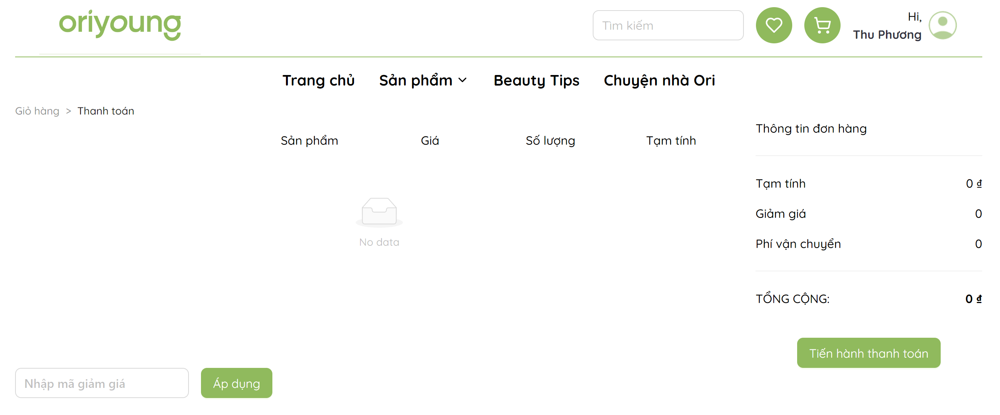 oriyoung
Tìm kiếm
Hi,
Thu Phương
Trang chủ
Sản phẩm
Beauty Tips
Chuyện nhà Ori
Giỏ hàng > Thanh toán
Sản phẩm
Giá
Số lượng
Tạm tính
No data
Nhập mã giảm giá
Áp dụng
Thông tin đơn hàng
Tạm tính 0 ₫
Giảm giá 0
Phí vận chuyển 0
TỔNG CỘNG: 0 ₫
Tiến hành thanh toán